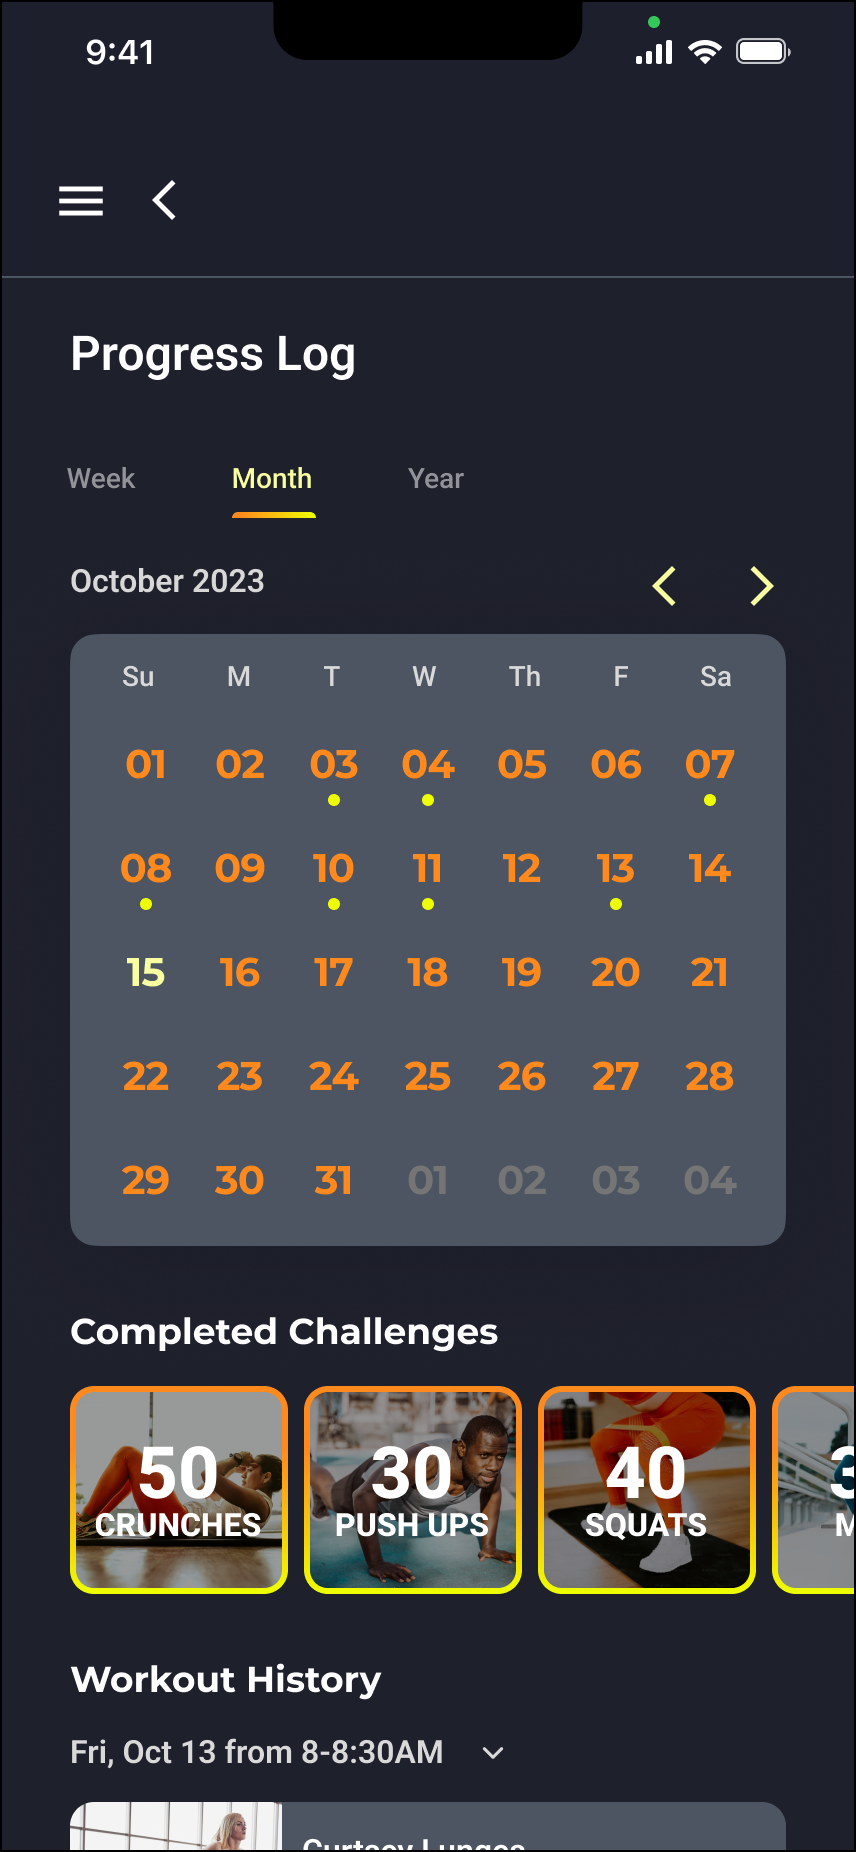 9:41
Progress Log
Week Month Year
October 2023
Su M T W Th F Sa
01 02 03 04 05 06 07
08 09 10 11 12 13 14
15 16 17 18 19 20 21
22 23 24 25 26 27 28
29 30 31 01 02 03 04
Completed Challenges
50 30 40 3
CRUNCHES PUSH UPS SQUATS M
Workout History
Fri, Oct 13 from 8-8:30AM
Curtsey Lunges